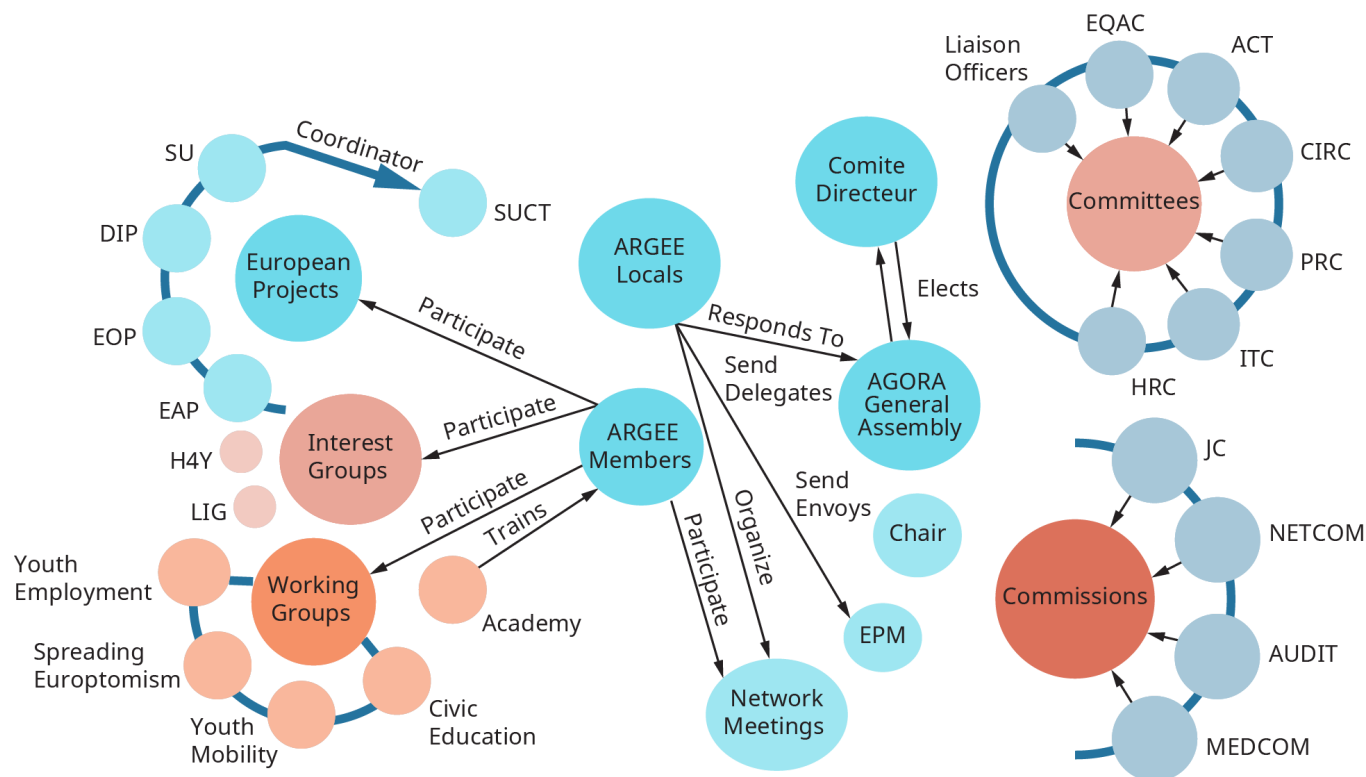 EQAC
Liaison
Officers
ACT
CIRC
Committees
PRC
ITC
HRC
Coordinator
SU
SUCT
DIP
European
Projects
EOP
EAP
H4Y
LIG
Interest
Groups
Participate
Participate
Participate
Trains
ARGEE
Locals
ARGEE
Members
Comite
Directeur
Elects
Responds To
Send
Delegates
AGORA
General
Assembly
Send
Envoys
Organize
Participate
Chair
EPM
Network
Meetings
Youth
Employment
Working
Groups
Academy
Spreading
Europtomism
Youth
Mobility
Civic
Education
JC
NETCOM
Commissions
AUDIT
MEDCOM